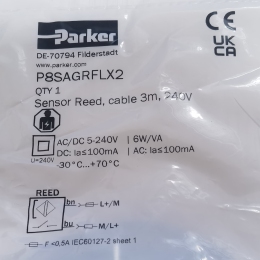 Parker
DE-70794 Filderstadt
www.parker.com
CE
UK
CA
P8SAGRFLX2
QTY 1
Sensor Reed, cable 3m, 240V
AC/DC 5-240V | 6W/VA
DC: Ia≤100mA | AC: Ia≤100mA
-30°C...+70°C
U=240V
REED
bn L+/M
bu M/L+
F <0,5A IEC60127-2 sheet 1